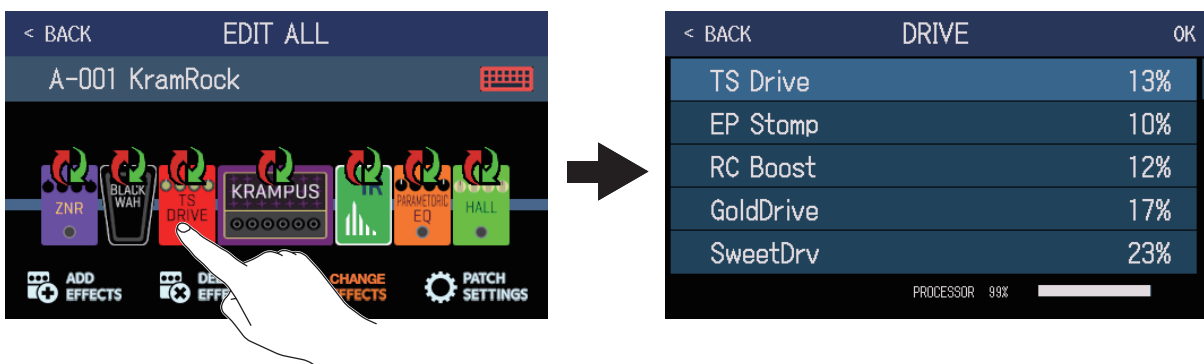 < BACK EDIT ALL
A-001 KramRock
ZNR
BLACK
WAH
TS
DRIVE
KRAMPUS
IR
PARAMETORIC
EQ
HALL
ADD
EFFECTS
CHANGE
EFFECTS
PATCH
SETTINGS
< BACK DRIVE OK
TS Drive 13%
EP Stomp 10%
RC Boost 12%
GoldDrive 17%
SweetDrv 23%
PROCESSOR 99%